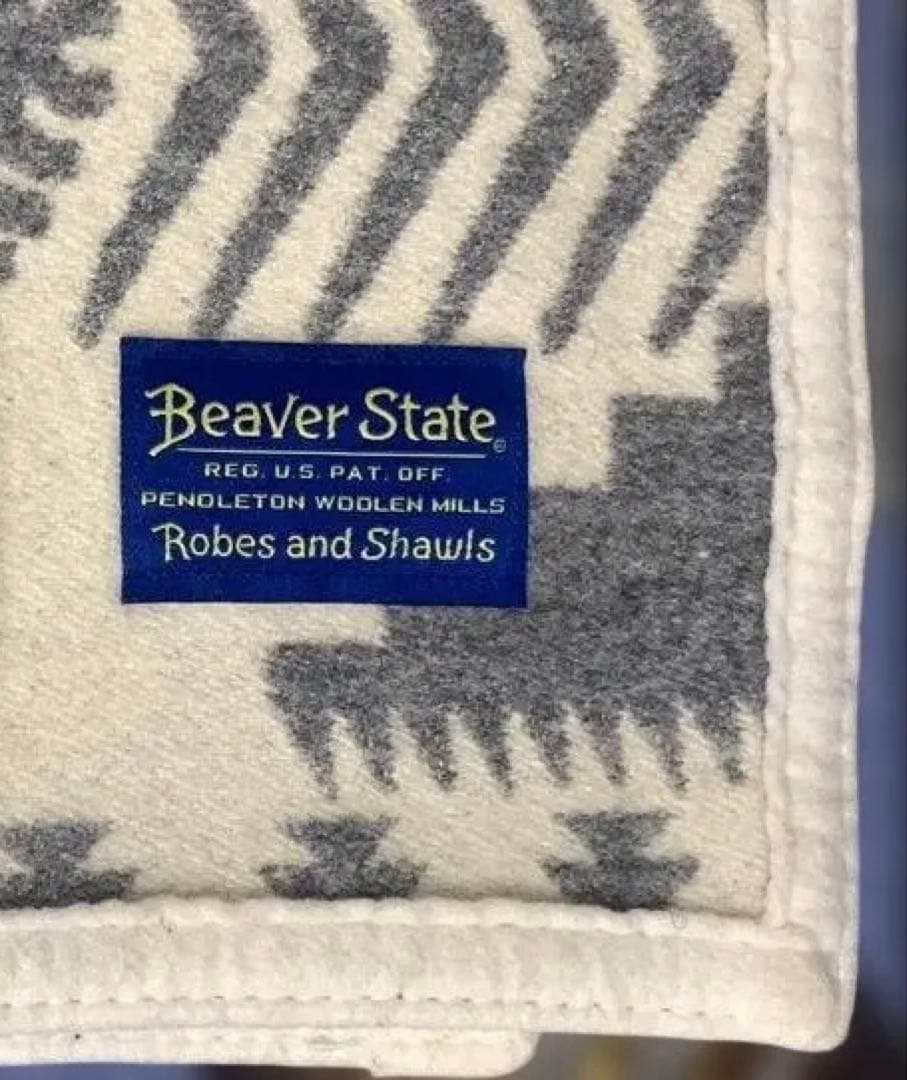 Beaver State®
REG. U.S. PAT. OFF.
PENDLETON WOOLEN MILLS
Robes and Shawls